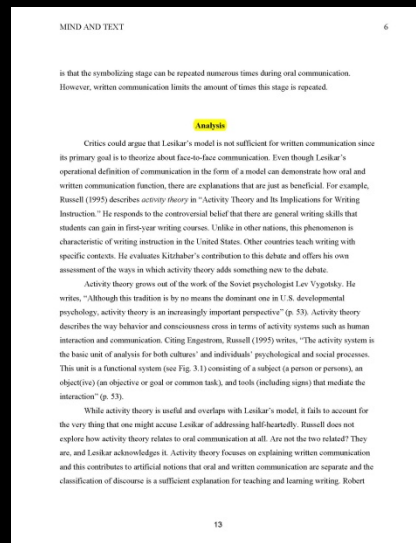 MIND AND TEXT 6
is that the symbolizing stage can be repeated numerous times during oral communication.
However, written communication limits the amount of times this stage is repeated.
Analysis
Critics could argue that Lesikar's model is not sufficient for written communication since
its primary goal is to theorize about face-to-face communication. Even though Lesikar's
operational definition of communication in the form of a model can demonstrate how oral and
written communication function, there are explanations that are just as beneficial. For example,
Russell (1995) describes activity theory in “Activity Theory and Its Implications for Writing
Instruction.” He responds to the controversial belief that there are general writing skills that
students can gain in first-year writing courses. Unlike in other nations, this phenomenon is
characteristic of writing instruction in the United States. Other countries teach writing with
specific contexts. He evaluates Kitzhaber's contribution to this debate and offers his own
assessment of the ways in which activity theory adds something new to the debate.
Activity theory grows out of the work of the Soviet psychologist Lev Vygotsky. He
writes, “Although this tradition is by no means the dominant one in U.S. developmental
psychology, activity theory is an increasingly important perspective” (p. 53). Activity theory
describes the way behavior and consciousness cross in terms of activity systems such as human
interaction and communication. Citing Engestrom, Russell (1995) writes, “The activity system is
the basic unit of analysis for both cultures' and individuals' psychological and social processes.
This unit is a functional system (see Fig. 3.1) consisting of a subject (a person or persons), an
object(ive) (an objective or goal or common task), and tools (including signs) that mediate the
interaction” (p. 53).
While activity theory is useful and overlaps with Lesikar's model, it fails to account for
the very thing that one might accuse Lesikar of addressing half-heartedly. Russell does not
explore how activity theory relates to oral communication at all. Are not the two related? They
are, and Lesikar acknowledges it. Activity theory focuses on explaining written communication
and this contributes to artificial notions that oral and written communication are separate and the
classification of discourse is a sufficient explanation for teaching and learning writing. Robert
13